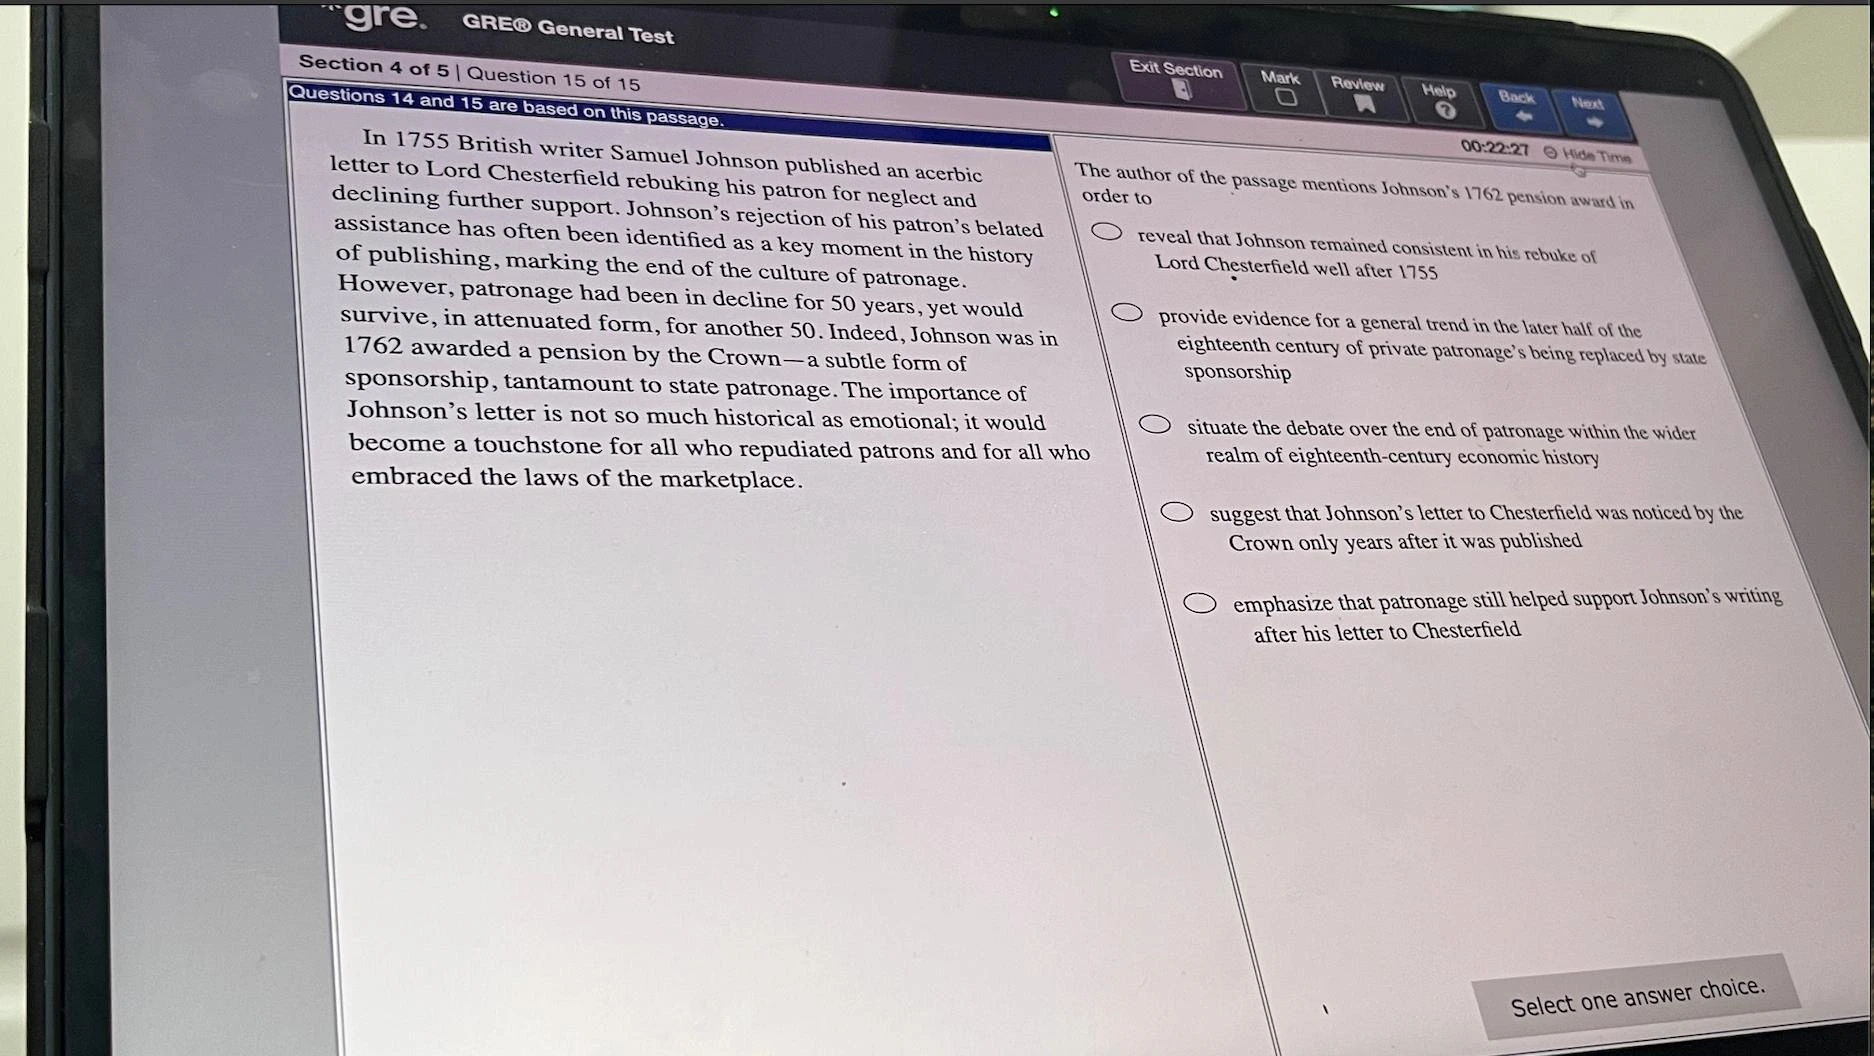 gre. GRE® General Test
Section 4 of 5 | Question 15 of 15
Exit Section
Mark
Review
Help
Back
Next
00:22:27 Hide Time
Questions 14 and 15 are based on this passage.
In 1755 British writer Samuel Johnson published an acerbic
letter to Lord Chesterfield rebuking his patron for neglect and
declining further support. Johnson's rejection of his patron's belated
assistance has often been identified as a key moment in the history
of publishing, marking the end of the culture of patronage.
However, patronage had been in decline for 50 years, yet would
survive, in attenuated form, for another 50. Indeed, Johnson was in
1762 awarded a pension by the Crown—a subtle form of
sponsorship, tantamount to state patronage. The importance of
Johnson's letter is not so much historical as emotional; it would
become a touchstone for all who repudiated patrons and for all who
embraced the laws of the marketplace.
The author of the passage mentions Johnson's 1762 pension award in
order to
reveal that Johnson remained consistent in his rebuke of
Lord Chesterfield well after 1755
provide evidence for a general trend in the later half of the
eighteenth century of private patronage's being replaced by state
sponsorship
situate the debate over the end of patronage within the wider
realm of eighteenth-century economic history
suggest that Johnson's letter to Chesterfield was noticed by the
Crown only years after it was published
emphasize that patronage still helped support Johnson's writing
after his letter to Chesterfield
Select one answer choice.